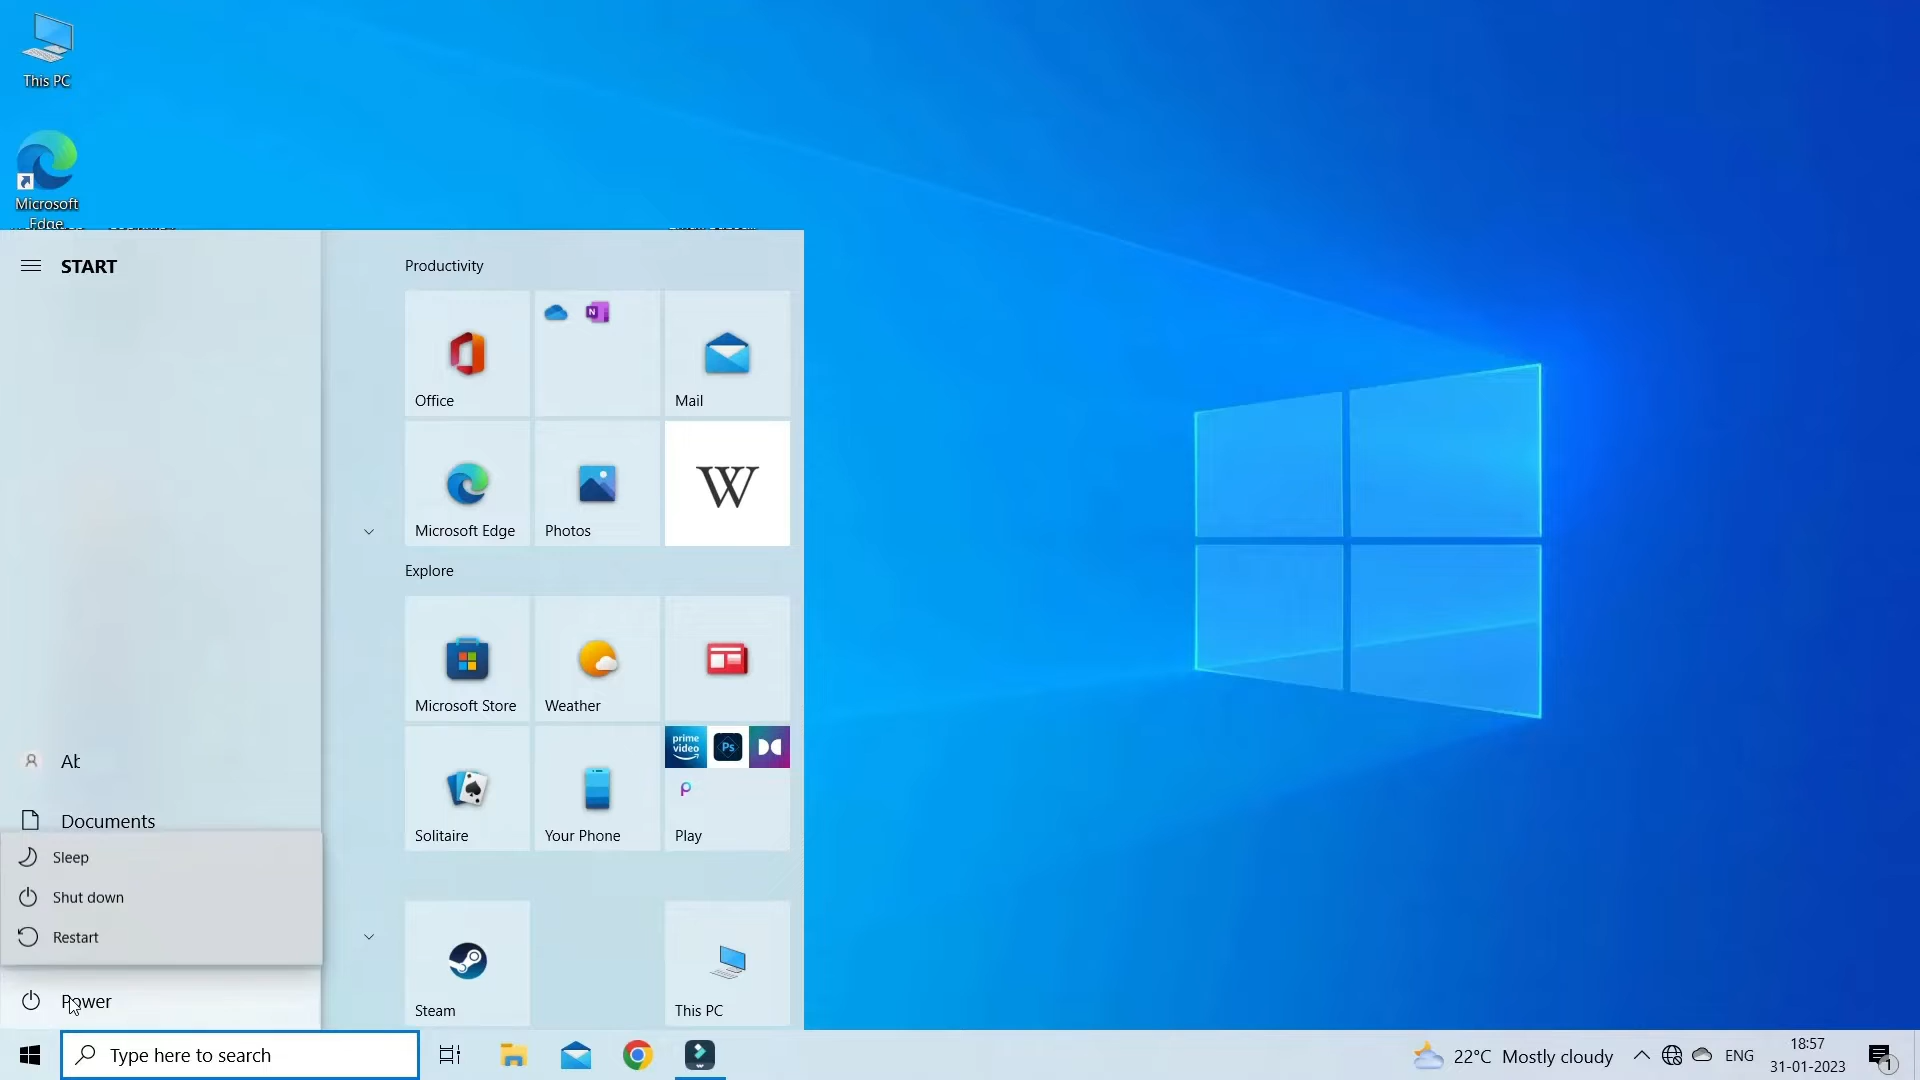 This PC
Microsoft
Edge
START
Productivity
Office
Mail
Microsoft Edge
Photos
W
Explore
Microsoft Store
Weather
prime
video
Ps
Solitaire
Your Phone
Play
Documents
Sleep
Shut down
Restart
Power
Steam
This PC
Type here to search
22°C Mostly cloudy
ENG
18:57
31-01-2023
1